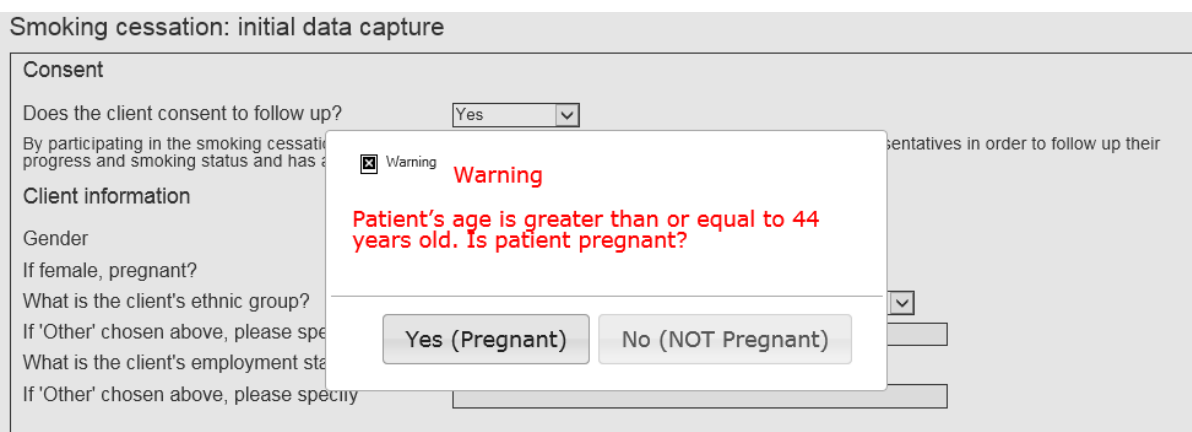 Smoking cessation: initial data capture
Consent
Does the client consent to follow up?
Yes
By participating in the smoking cessati
sentatives in order to follow up their
progress and smoking status and has a
Warning
Warning
Patient's age is greater than or equal to 44
years old. Is patient pregnant?
Yes (Pregnant)
No (NOT Pregnant)
Client information
Gender
If female, pregnant?
What is the client's ethnic group?
If 'Other' chosen above, please spe
What is the client's employment sta
If 'Other' chosen above, please specify